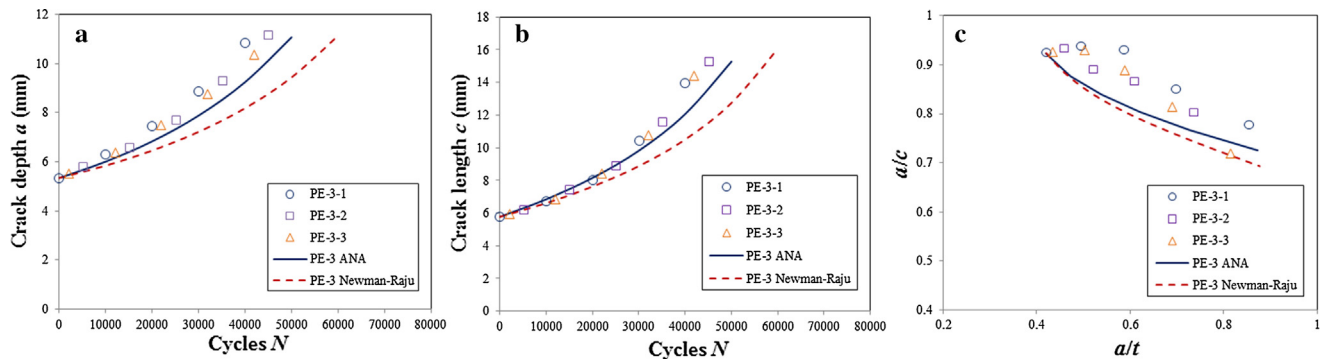 a
Crack depth a (mm)
12
10
8
6
4
2
0
0 10000 20000 30000 40000 50000 60000 70000 80000
Cycles N
PE-3-1
PE-3-2
PE-3-3
PE-3 ANA
PE-3 Newman-Raju
b
Crack length c (mm)
18
16
14
12
10
8
6
4
2
0
0 10000 20000 30000 40000 50000 60000 70000 80000
Cycles N
PE-3-1
PE-3-2
PE-3-3
PE-3 ANA
PE-3 Newman-Raju
c
a/c
1
0.9
0.8
0.7
0.6
0.5
0.4
0.2 0.4 0.6 0.8 1
a/t
PE-3-1
PE-3-2
PE-3-3
PE-3 ANA
PE-3 Newman-Raju